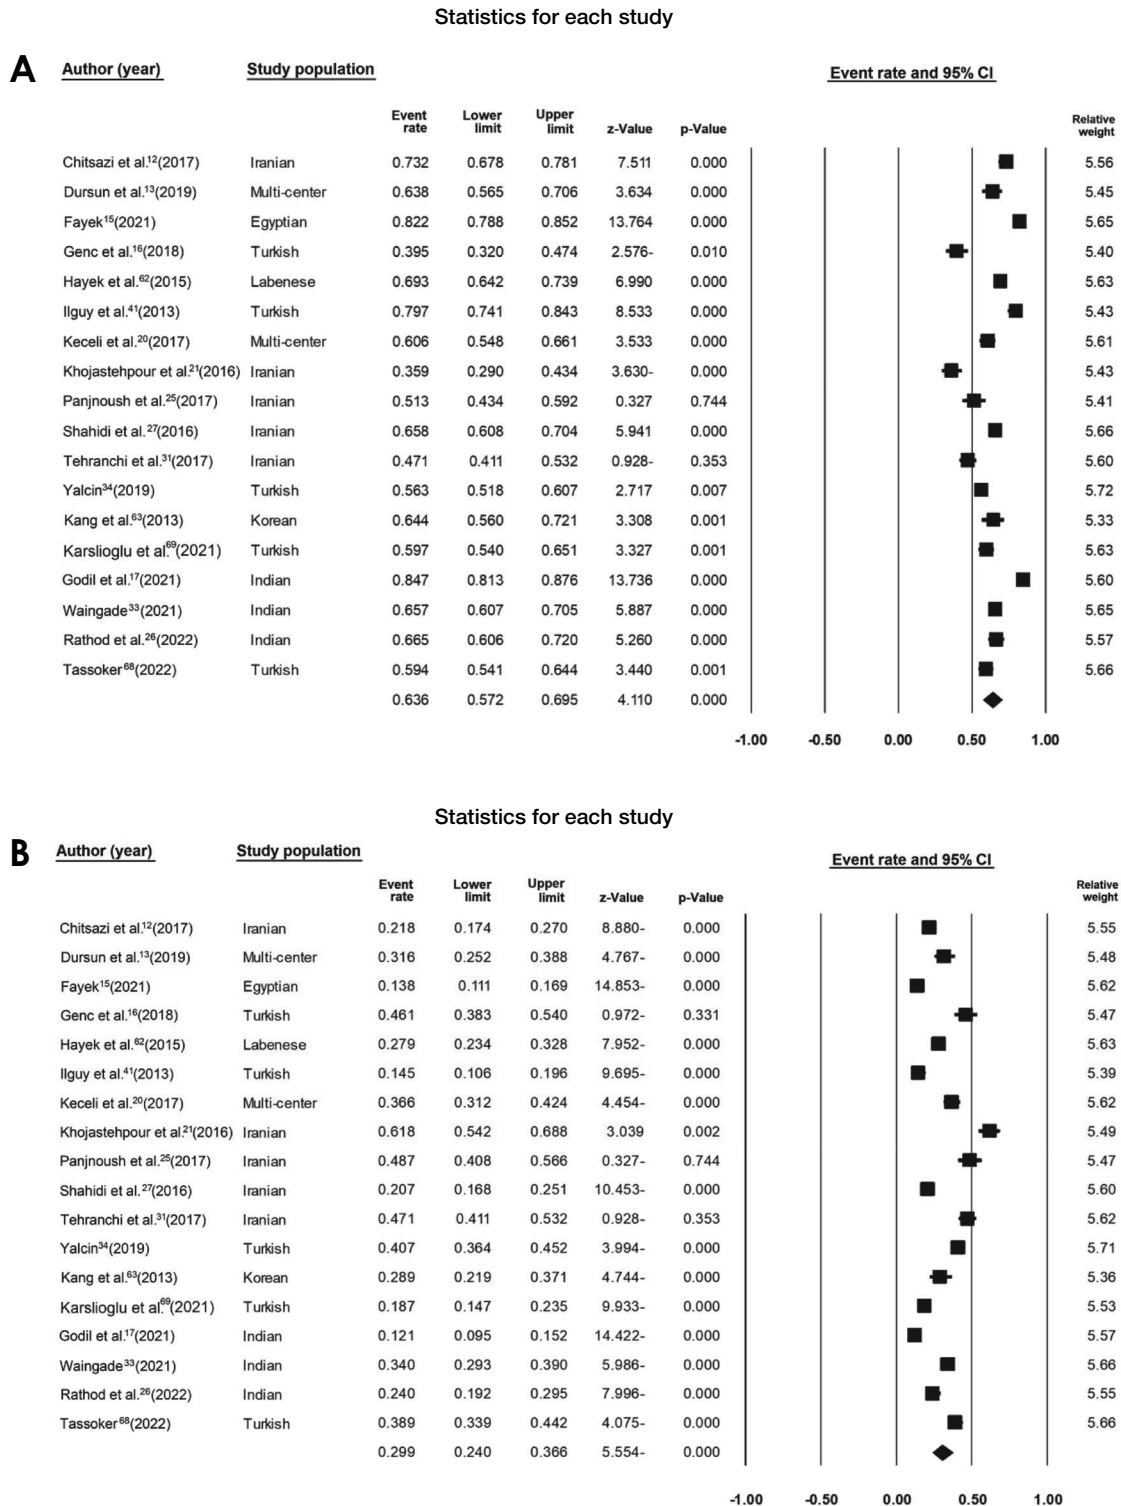 Statistics for each study
A
Author (year) Study population Event rate and 95% CI
Event rate Lower limit Upper limit z-Value p-Value Relative weight
Chitsazi et al.12(2017) Iranian 0.732 0.678 0.781 7.511 0.000 5.56
Dursun et al.13(2019) Multi-center 0.638 0.565 0.706 3.634 0.000 5.45
Fayek15(2021) Egyptian 0.822 0.788 0.852 13.764 0.000 5.65
Genc et al.16(2018) Turkish 0.395 0.320 0.474 2.576- 0.010 5.40
Hayek et al.62(2015) Labenese 0.693 0.642 0.739 6.990 0.000 5.63
Ilguy et al.41(2013) Turkish 0.797 0.741 0.843 8.533 0.000 5.43
Keceli et al.20(2017) Multi-center 0.606 0.548 0.661 3.533 0.000 5.61
Khojastehpour et al.21(2016) Iranian 0.359 0.290 0.434 3.630- 0.000 5.43
Panjnoush et al.25(2017) Iranian 0.513 0.434 0.592 0.327 0.744 5.41
Shahidi et al.27(2016) Iranian 0.658 0.608 0.704 5.941 0.000 5.66
Tehranchi et al.31(2017) Iranian 0.471 0.411 0.532 0.928- 0.353 5.60
Yalcin34(2019) Turkish 0.563 0.518 0.607 2.717 0.007 5.72
Kang et al.63(2013) Korean 0.644 0.560 0.721 3.308 0.001 5.33
Karslioglu et al.69(2021) Turkish 0.597 0.540 0.651 3.327 0.001 5.63
Godil et al.17(2021) Indian 0.847 0.813 0.876 13.736 0.000 5.60
Waingade33(2021) Indian 0.657 0.607 0.705 5.887 0.000 5.65
Rathod et al.26(2022) Indian 0.665 0.606 0.720 5.260 0.000 5.57
Tassoker68(2022) Turkish 0.594 0.541 0.644 3.440 0.001 5.66
0.636 0.572 0.695 4.110 0.000
-1.00 -0.50 0.00 0.50 1.00
Statistics for each study
B
Author (year) Study population Event rate and 95% CI
Event rate Lower limit Upper limit z-Value p-Value Relative weight
Chitsazi et al.12(2017) Iranian 0.218 0.174 0.270 8.880- 0.000 5.55
Dursun et al.13(2019) Multi-center 0.316 0.252 0.388 4.767- 0.000 5.48
Fayek15(2021) Egyptian 0.138 0.111 0.169 14.853- 0.000 5.62
Genc et al.16(2018) Turkish 0.461 0.383 0.540 0.972- 0.331 5.47
Hayek et al.62(2015) Labenese 0.279 0.234 0.328 7.952- 0.000 5.63
Ilguy et al.41(2013) Turkish 0.145 0.106 0.196 9.695- 0.000 5.39
Keceli et al.20(2017) Multi-center 0.366 0.312 0.424 4.454- 0.000 5.62
Khojastehpour et al.21(2016) Iranian 0.618 0.542 0.688 3.039 0.002 5.49
Panjnoush et al.25(2017) Iranian 0.487 0.408 0.566 0.327- 0.744 5.47
Shahidi et al.27(2016) Iranian 0.207 0.168 0.251 10.453- 0.000 5.60
Tehranchi et al.31(2017) Iranian 0.471 0.411 0.532 0.928- 0.353 5.62
Yalcin34(2019) Turkish 0.407 0.364 0.452 3.994- 0.000 5.71
Kang et al.63(2013) Korean 0.289 0.219 0.371 4.744- 0.000 5.36
Karslioglu et al.69(2021) Turkish 0.187 0.147 0.235 9.933- 0.000 5.53
Godil et al.17(2021) Indian 0.121 0.095 0.152 14.422- 0.000 5.57
Waingade33(2021) Indian 0.340 0.293 0.390 5.986- 0.000 5.66
Rathod et al.26(2022) Indian 0.240 0.192 0.295 7.996- 0.000 5.55
Tassoker68(2022) Turkish 0.389 0.339 0.442 4.075- 0.000 5.66
0.299 0.240 0.366 5.554- 0.000
-1.00 -0.50 0.00 0.50 1.00